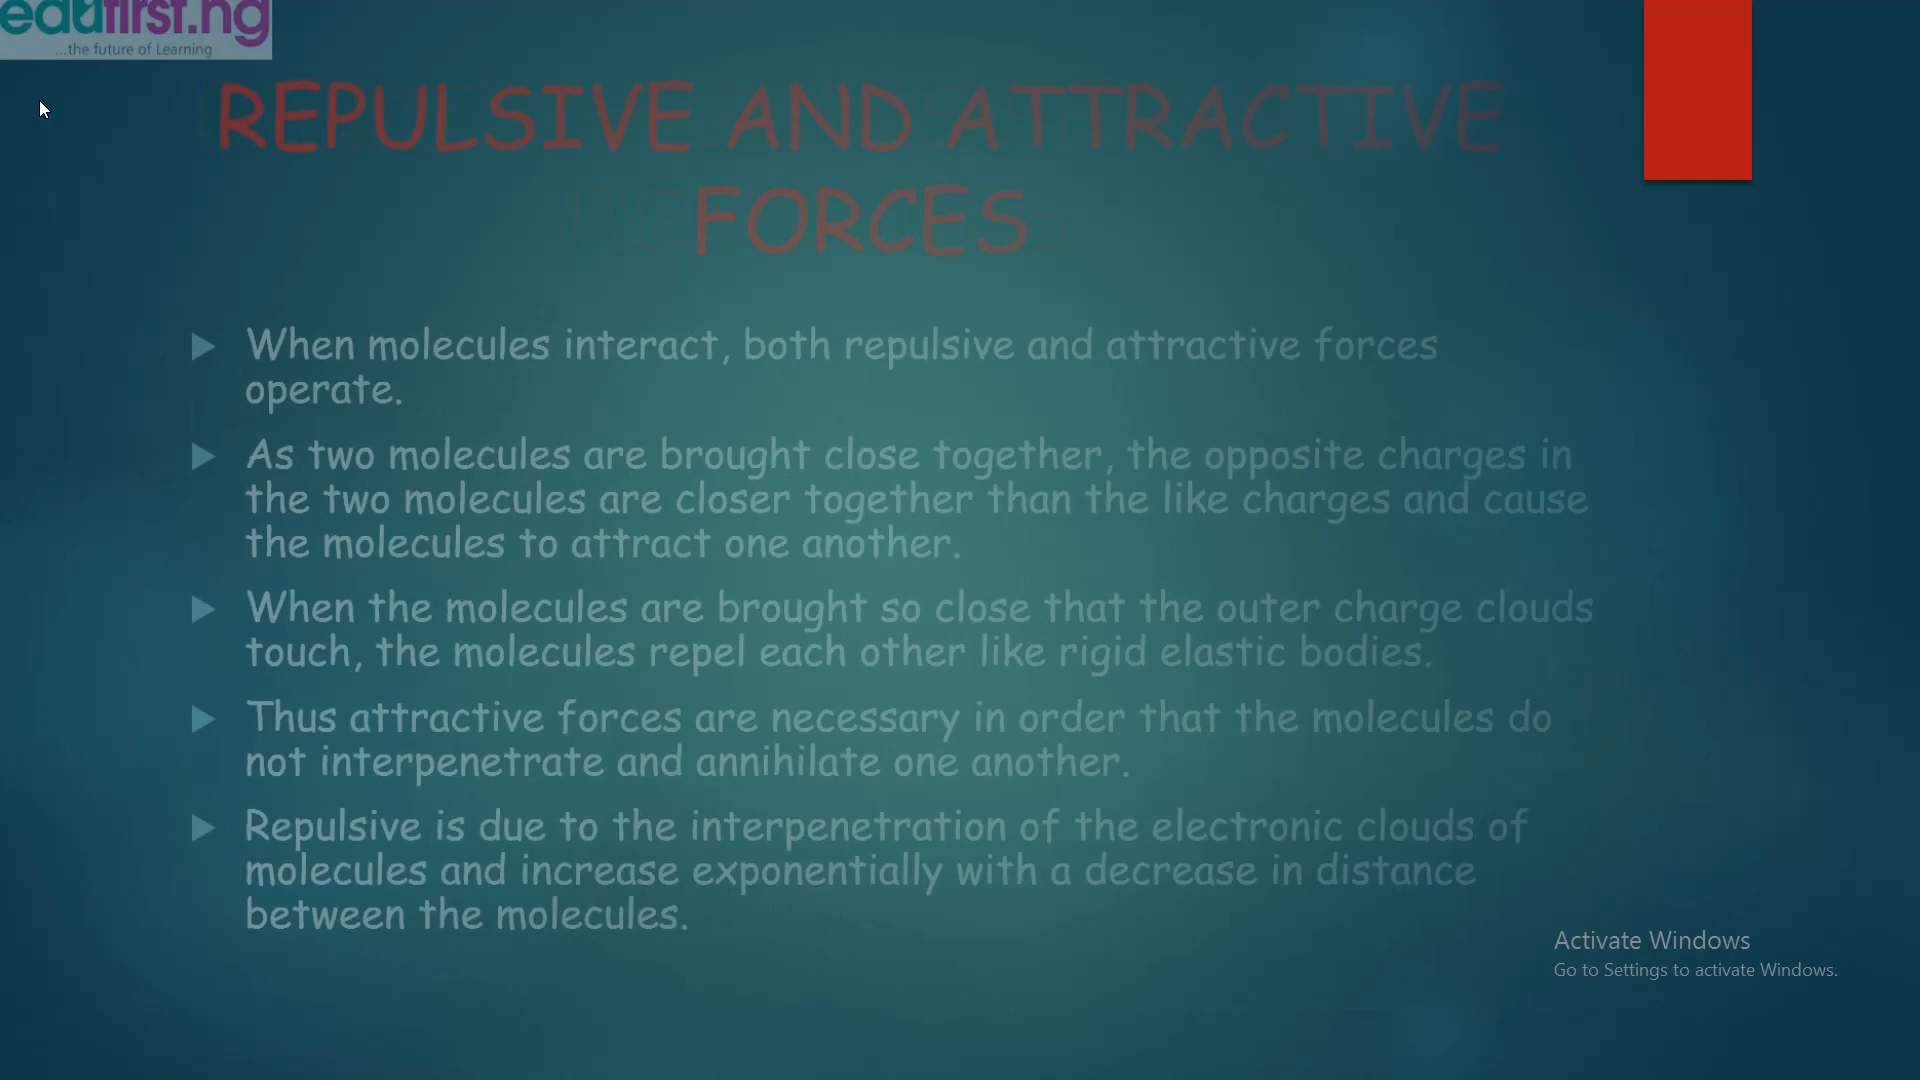 edufirst.ng
...the future of Learning
REPULSIVE AND ATTRACTIVE
FORCES
When molecules interact, both repulsive and attractive forces
operate.
As two molecules are brought close together, the opposite charges in
the two molecules are closer together than the like charges and cause
the molecules to attract one another.
When the molecules are brought so close that the outer charge clouds
touch, the molecules repel each other like rigid elastic bodies.
Thus attractive forces are necessary in order that the molecules do
not interpenetrate and annihilate one another.
Repulsive is due to the interpenetration of the electronic clouds of
molecules and increase exponentially with a decrease in distance
between the molecules.
Activate Windows
Go to Settings to activate Windows.